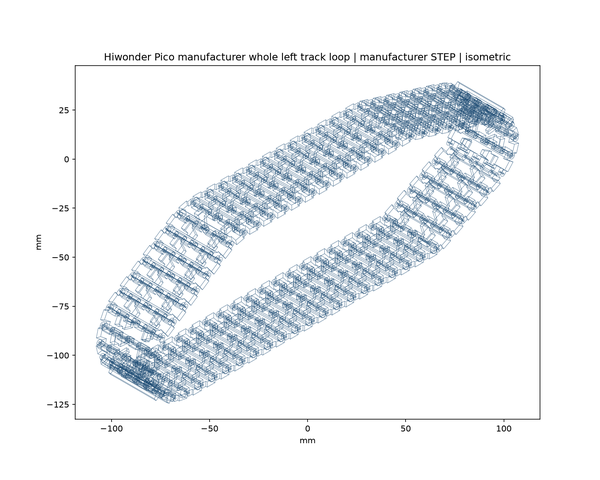 Hiwonder Pico manufacturer whole left track loop | manufacturer STEP | isometric
25
0
−25
−50
−75
−100
−125
mm
−100 −50 0 50 100
mm